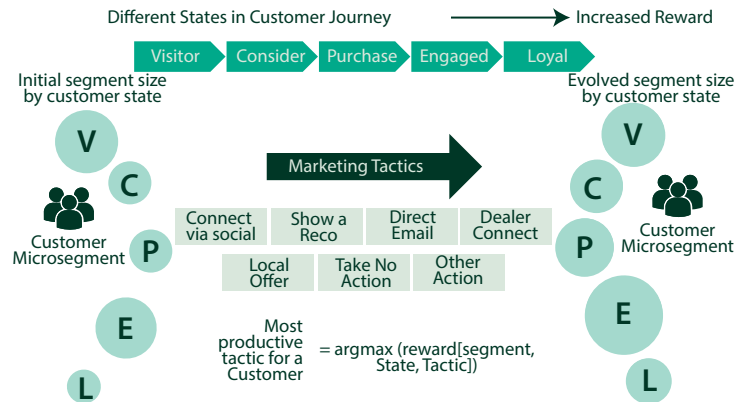 Different States in Customer Journey
Increased Reward
Visitor
Consider
Purchase
Engaged
Loyal
Initial segment size
by customer state
Evolved segment size
by customer state
V
C
P
E
L
Customer
Microsegment
Marketing Tactics
Connect
via social
Show a
Reco
Direct
Email
Dealer
Connect
Local
Offer
Take No
Action
Other
Action
Most
productive
tactic for a
Customer
= argmax (reward[segment,
State, Tactic])
V
C
P
E
L
Customer
Microsegment